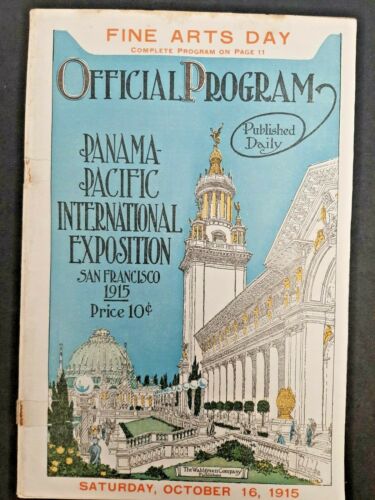 FINE ARTS DAY
COMPLETE PROGRAM ON PAGE 11
OFFICIAL PROGRAM
Published
Daily
PANAMA-
PACIFIC
INTERNATIONAL
EXPOSITION
SAN FRANCISCO
1915
Price 10¢
The Wahlgreen Company
Publishers
SATURDAY, OCTOBER 16, 1915